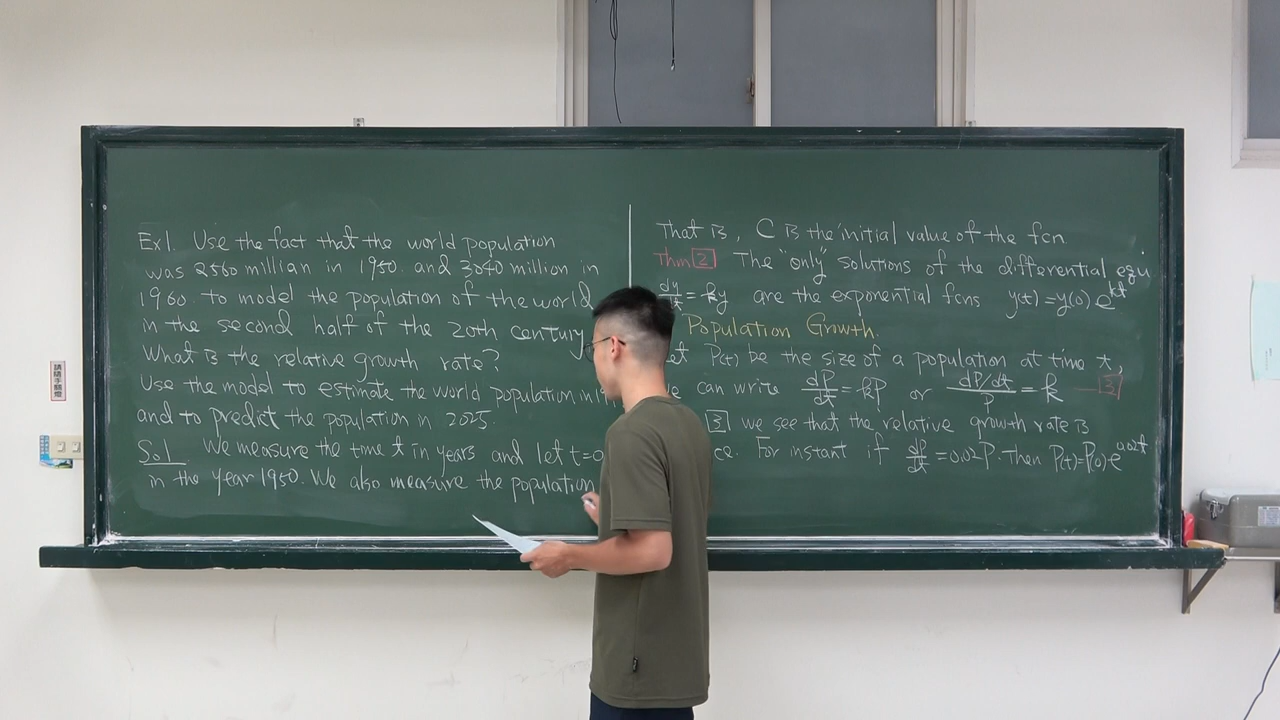 Ex1. Use the fact that the world population
was 2560 million in 1950. and 3040 million in
1960. to model the population of the world
in the second half of the 20th century
What is the relative growth rate?
Use the model to estimate the world population in 19
and to predict the population in 2025.
Sol We measure the time t in years and let t=0
in the year 1950. We also measure the population
That is, C is the initial value of the fcn
Thm [2] The "only" solutions of the differential equ
dy/dt = ky are the exponential fcns y(t) = y(0) e^{kt}
Population Growth
et P(t) be the size of a population at time t,
we can write dP/dt = kP or (dP/dt)/P = k — [3]
[3] we see that the relative growth rate is
ce. For instant if dP/dt = 0.02P. Then P(t)=P(0)e^{0.02t}
請隨手關燈